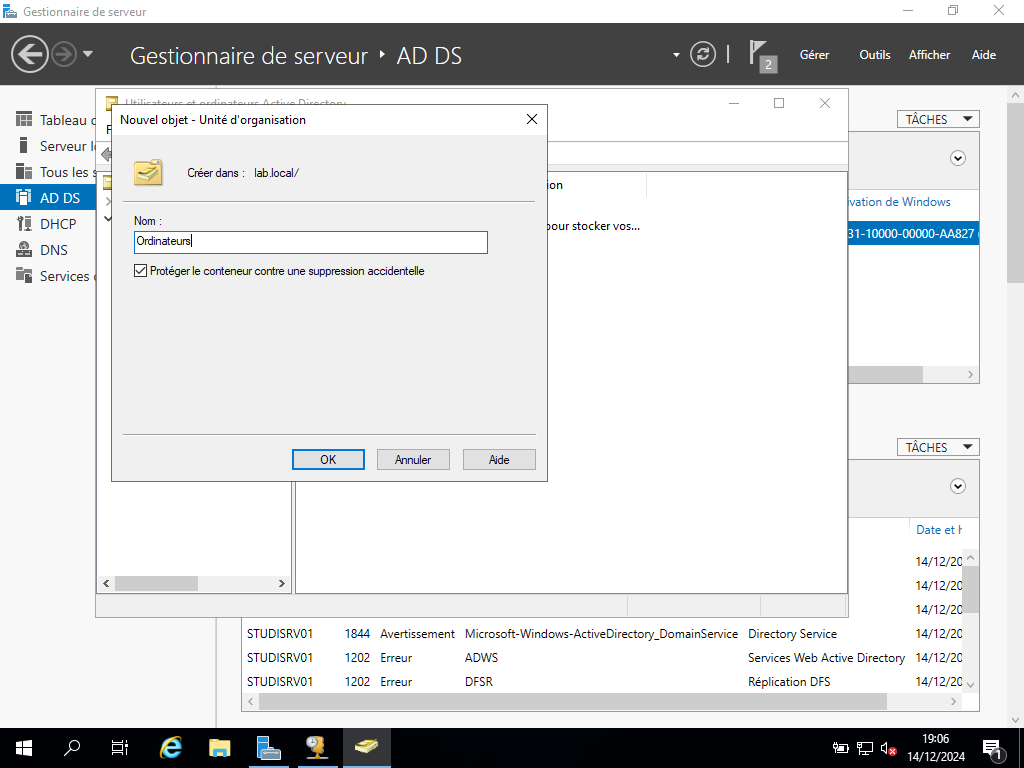 Gestionnaire de serveur
Gestionnaire de serveur
AD DS
2
Gérer
Outils
Afficher
Aide
Tableau
Serveur
Tous les
AD DS
DHCP
DNS
Services
Utilisateurs et ordinateurs Active Directory
Nouvel objet - Unité d'organisation
Créer dans : lab.local/
Nom :
Ordinateurs
Protéger le conteneur contre une suppression accidentelle
OK
Annuler
Aide
pour stocker vos...
TÂCHES
de Windows
31-10000-00000-AA827
TÂCHES
Date et
14/12/20
14/12/20
14/12/20
STUDISRV01 1844 Avertissement Microsoft-Windows-ActiveDirectory_DomainService Directory Service 14/12/20
STUDISRV01 1202 Erreur ADWS Services Web Active Directory 14/12/20
STUDISRV01 1202 Erreur DFSR Réplication DFS 14/12/20
19:06
14/12/2024
1